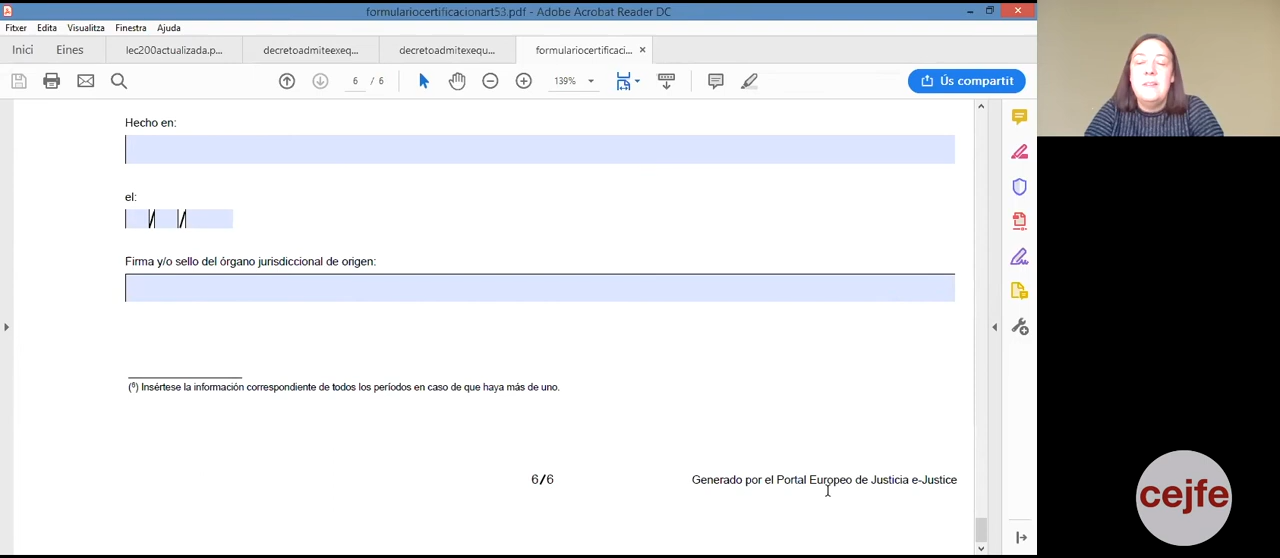 formulariocertificacionart53.pdf - Adobe Acrobat Reader DC
Fitxer Edita Visualitza Finestra Ajuda
Inici Eines lec200actualizada.p... decretoadmiteexeq... decretoadmitexequ... formulariocertificaci... ×
6 / 6 139% Ús compartit
Hecho en:
el:
/ /
Firma y/o sello del órgano jurisdiccional de origen:
(⁶) Insértese la información correspondiente de todos los períodos en caso de que haya más de uno.
6/6 Generado por el Portal Europeo de Justicia e-Justice
cejfe